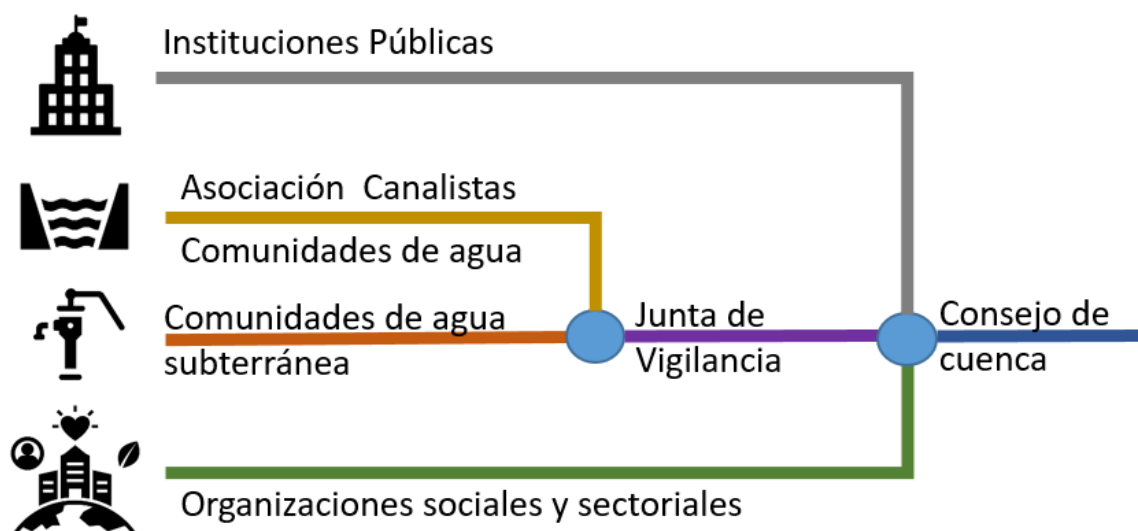 Instituciones Públicas
Asociación Canalistas
Comunidades de agua
Comunidades de agua
subterránea
Junta de
Vigilancia
Consejo de
cuenca
Organizaciones sociales y sectoriales